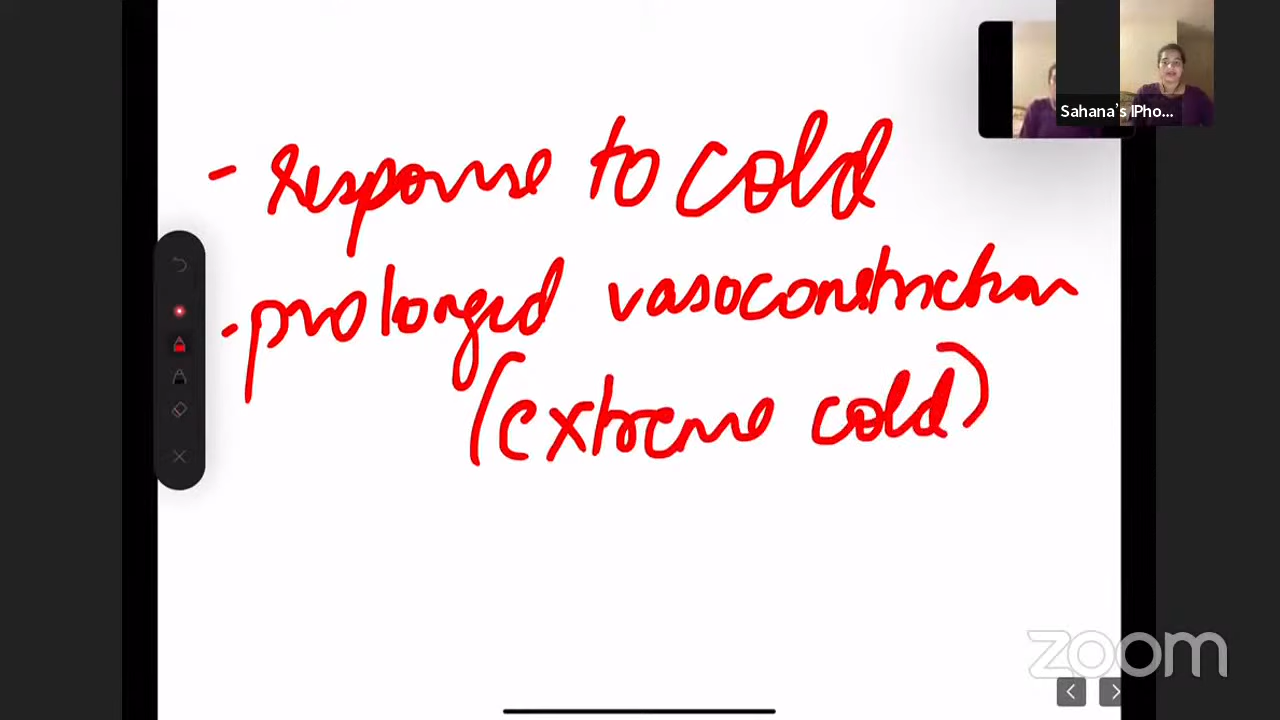 Sahana's IPho...
- response to cold
- prolonged vasoconstriction
(extreme cold)
zoom